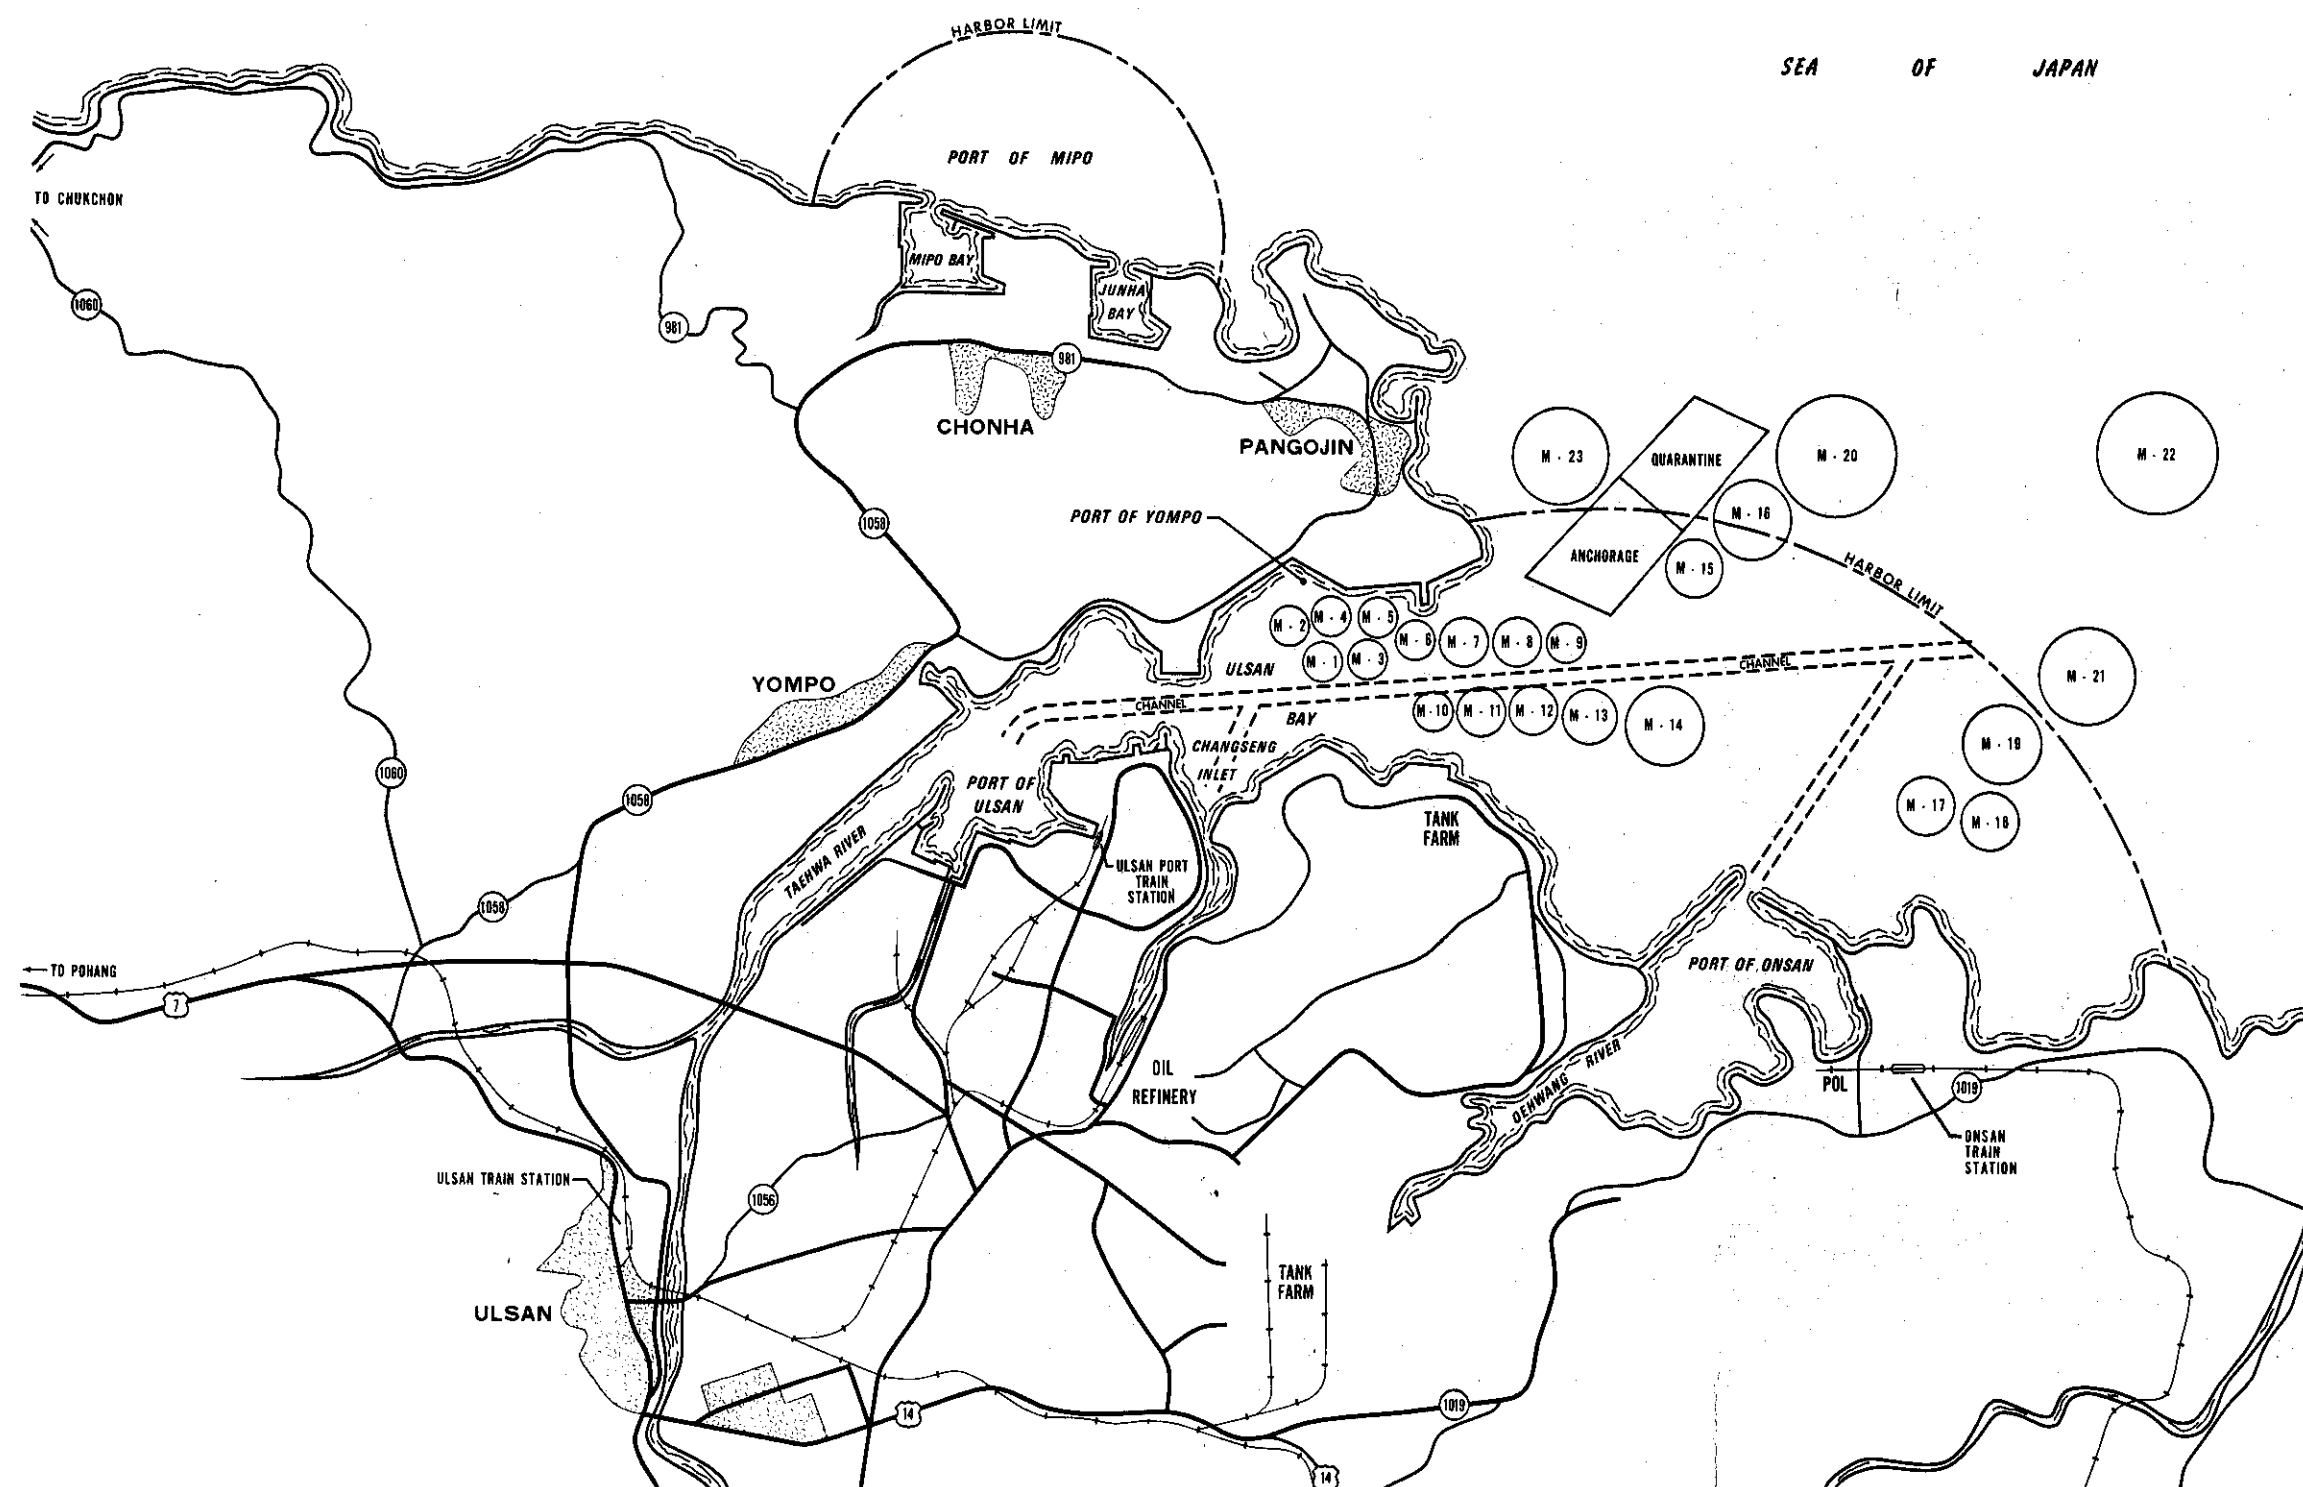 HARBOR LIMIT
SEA OF JAPAN
PORT OF MIPO
TO CHUKCHON
MIPO BAY
JUNHA
BAY
1060
981
981
CHONHA
PANGOJIN
M - 23
QUARANTINE
M - 20
M - 22
PORT OF YOMPO
1058
M - 16
ANCHORAGE
M - 15
HARBOR LIMIT
M - 2
M - 4
M - 5
M - 6
M - 7
M - 8
M - 9
M - 1
M - 3
ULSAN
BAY
CHANNEL
M - 21
YOMPO
CHANNEL
M - 10
M - 11
M - 12
M - 13
M - 14
CHANGSENG
INLET
M - 19
1060
1058
PORT OF
ULSAN
M - 17
M - 18
TANK
FARM
TAEHWA RIVER
ULSAN PORT
TRAIN
STATION
1058
TO POHANG
7
PORT OF ONSAN
OIL
REFINERY
OEHWANG RIVER
POL
1019
ONSAN
TRAIN
STATION
ULSAN TRAIN STATION
1056
TANK
FARM
ULSAN
14
1019
14